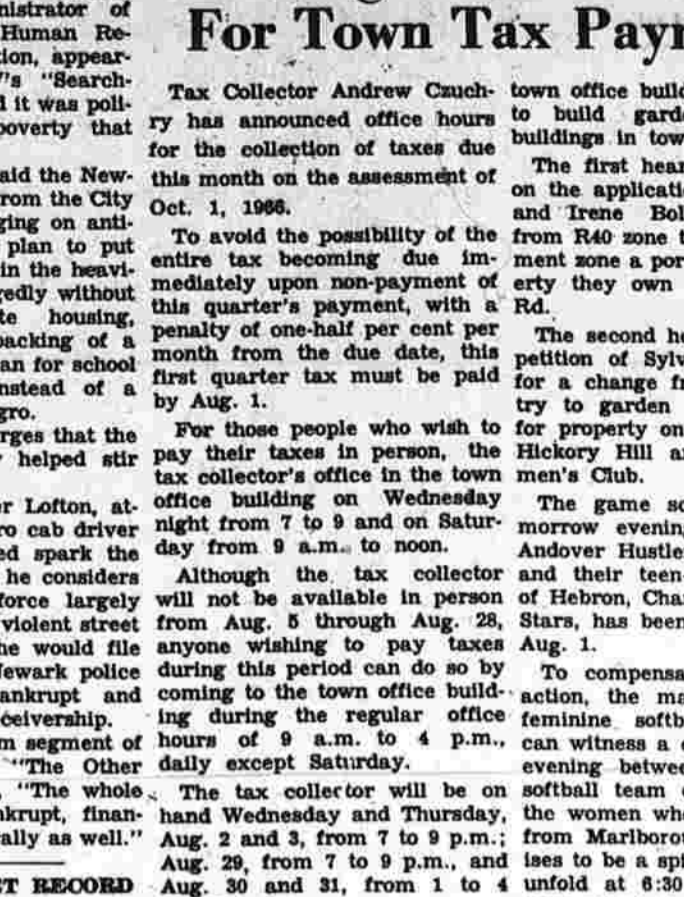 For Town Tax
nistrator of
Human Re-
tion, appear-
"Search-
it was poli-
poverty that
aid the New-
rom the City
ging on anti-
plan to put
in the heavi-
gedly without
te housing,
backing of a
an for school
nstead of a
gro.
rges that the
helped stir
er Lofton, at-
ro cab driver
ed spark the
he considers
force largely
violent street
he would file
Newark police
ankrupt and
ceivership.
m segment of
"The Other
"The whole
nkrupt, finan-
ally as well."
ET RECORD
Tax Collector Andrew Czuch-
ry has announced office hours
for the collection of taxes due
this month on the assessment of
Oct. 1, 1966.
To avoid the possibility of the
entire tax becoming due im-
mediately upon non-payment of
this quarter's payment, with a
penalty of one-half per cent per
month from the due date, this
first quarter tax must be paid
by Aug. 1.
For those people who wish to
pay their taxes in person, the
tax collector's office in the town
office building on Wednesday
night from 7 to 9 and on Satur-
day from 9 a.m. to noon.
Although the tax collector
will not be available in person
from Aug. 5 through Aug. 28,
anyone wishing to pay taxes
during this period can do so by
coming to the town office build-
ing during the regular office
hours of 9 a.m. to 4 p.m.,
daily except Saturday.
The tax collector will be on
hand Wednesday and Thursday,
Aug. 2 and 3, from 7 to 9 p.m.;
Aug. 29, from 7 to 9 p.m., and
Aug. 30 and 31, from 1 to 4
town office build
to build garde
buildings in tow
The first hear
on the applicati
and Irene Bol
from R40 zone t
ment zone a por
erty they own
Rd.
The second he
petition of Sylv
for a change fr
try to garden
for property on
Hickory Hill a
men's Club.
The game sc
morrow evening
Andover Hustle
and their teen-
of Hebron, Cha
Stars, has been
Aug. 1.
To compensa
action, the ma
feminine softb
can witness a
evening betwee
softball team
the women who
from Marlborou
ises to be a spi
unfold at 6:30